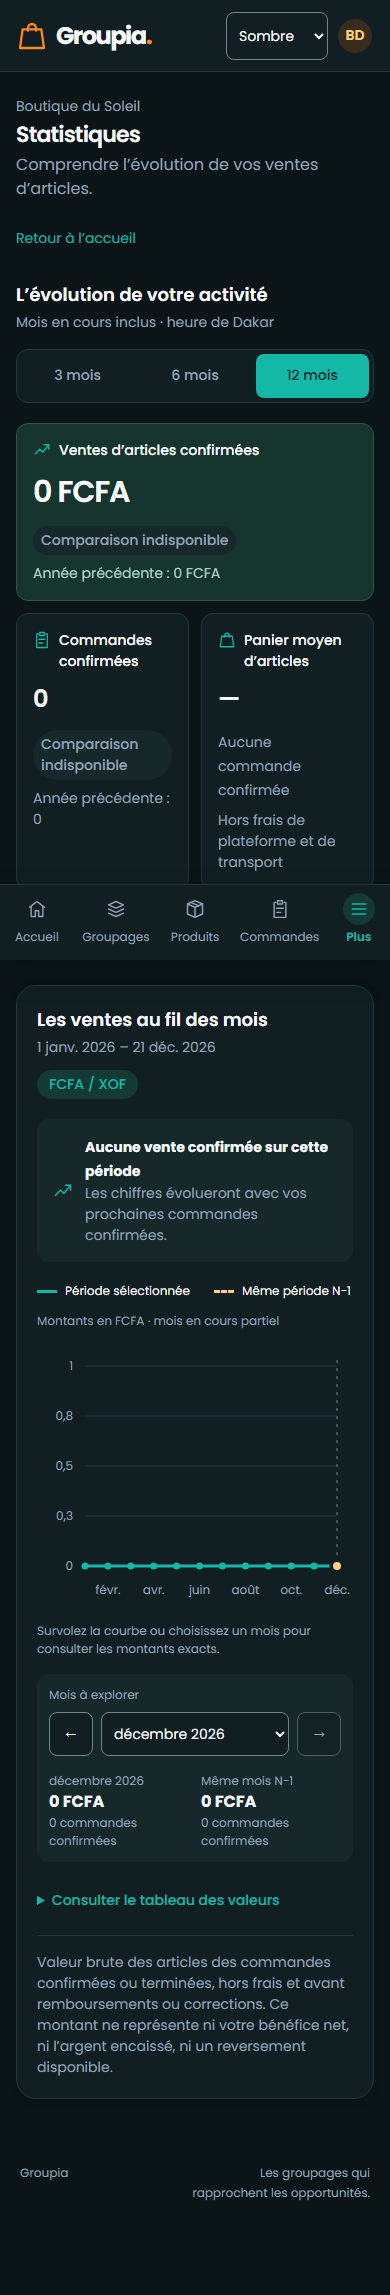 Groupia.
Sombre
BD
Boutique du Soleil
Statistiques
Comprendre l’évolution de vos ventes
d’articles.
Retour à l’accueil
L’évolution de votre activité
Mois en cours inclus · heure de Dakar
3 mois
6 mois
12 mois
Ventes d’articles confirmées
0 FCFA
Comparaison indisponible
Année précédente : 0 FCFA
Commandes
confirmées
0
Comparaison
indisponible
Année précédente :
0
Panier moyen
d’articles
—
Aucune
commande
confirmée
Hors frais de
plateforme et de
transport
Accueil
Groupages
Produits
Commandes
Plus
Les ventes au fil des mois
1 janv. 2026 – 21 déc. 2026
FCFA / XOF
Aucune vente confirmée sur cette
période
Les chiffres évolueront avec vos
prochaines commandes
confirmées.
Période sélectionnée
Même période N-1
Montants en FCFA · mois en cours partiel
1
0,8
0,5
0,3
0
févr.
avr.
juin
août
oct.
déc.
Survolez la courbe ou choisissez un mois pour
consulter les montants exacts.
Mois à explorer
←
décembre 2026
→
décembre 2026
0 FCFA
0 commandes
confirmées
Même mois N-1
0 FCFA
0 commandes
confirmées
Consulter le tableau des valeurs
Valeur brute des articles des commandes
confirmées ou terminées, hors frais et avant
remboursements ou corrections. Ce
montant ne représente ni votre bénéfice net,
ni l’argent encaissé, ni un reversement
disponible.
Groupia
Les groupages qui
rapprochent les opportunités.